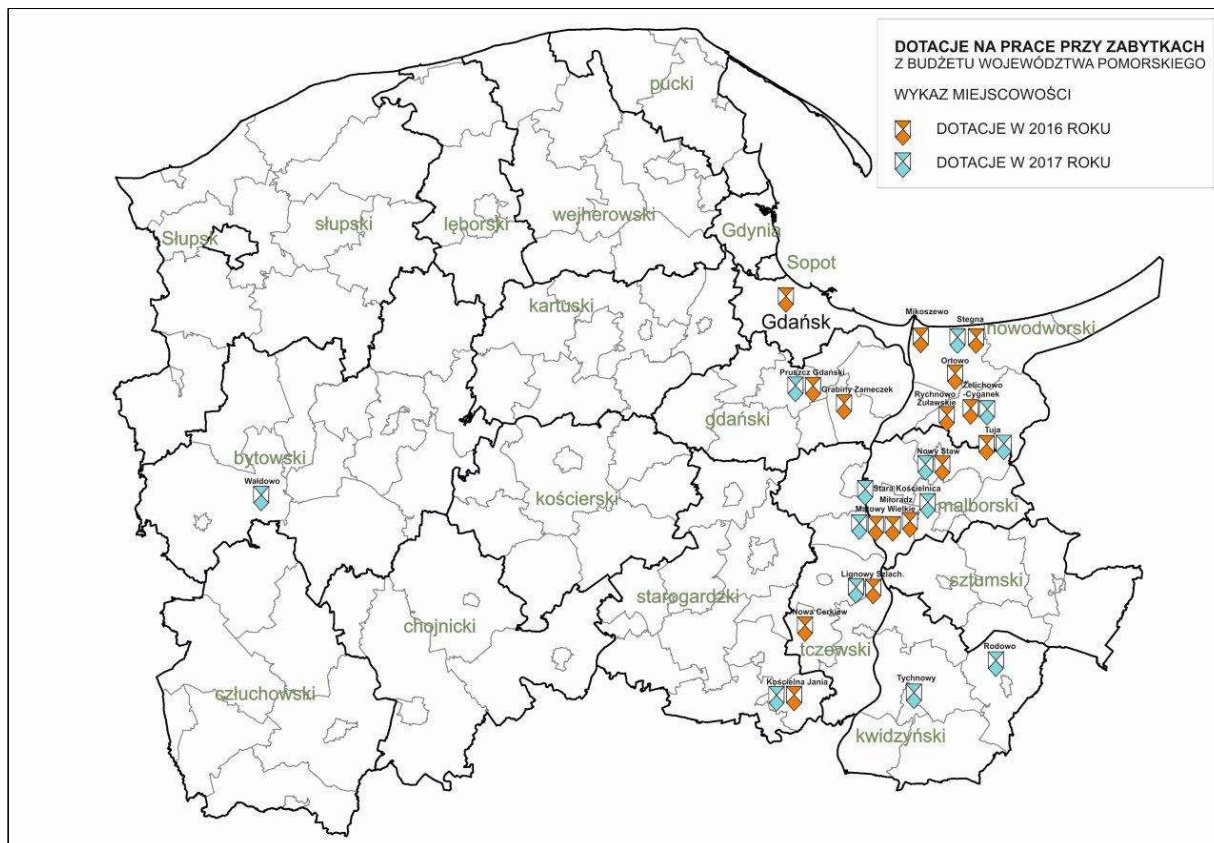 DOTACJE NA PRACE PRZY ZABYTKACH
Z BUDŻETU WOJEWÓDZTWA POMORSKIEGO
WYKAZ MIEJSCOWOŚCI
DOTACJE W 2016 ROKU
DOTACJE W 2017 ROKU
pucki
Słupsk
słupski
lęborski
wejherowski
Gdynia
Sopot
kartuski
Gdańsk
Mikoszewo
Stegna
nowodworski
Orłowo
Pruszcz Gdański
Grabiny Zameczek
Żelichowo
-Cyganek
Rychnowo
Żuławskie
gdański
Tuja
bytowski
Wałdowo
kościerski
Nowy Staw
Stara Kościelnica
Miłoradz
malborski
Mątowy Wielkie
Lignowy Szlach.
sztumski
starogardzki
chojnicki
Nowa Cerkiew
tczewski
Rodowo
człuchowski
Kościelna Jania
Tychnowy
kwidzyński